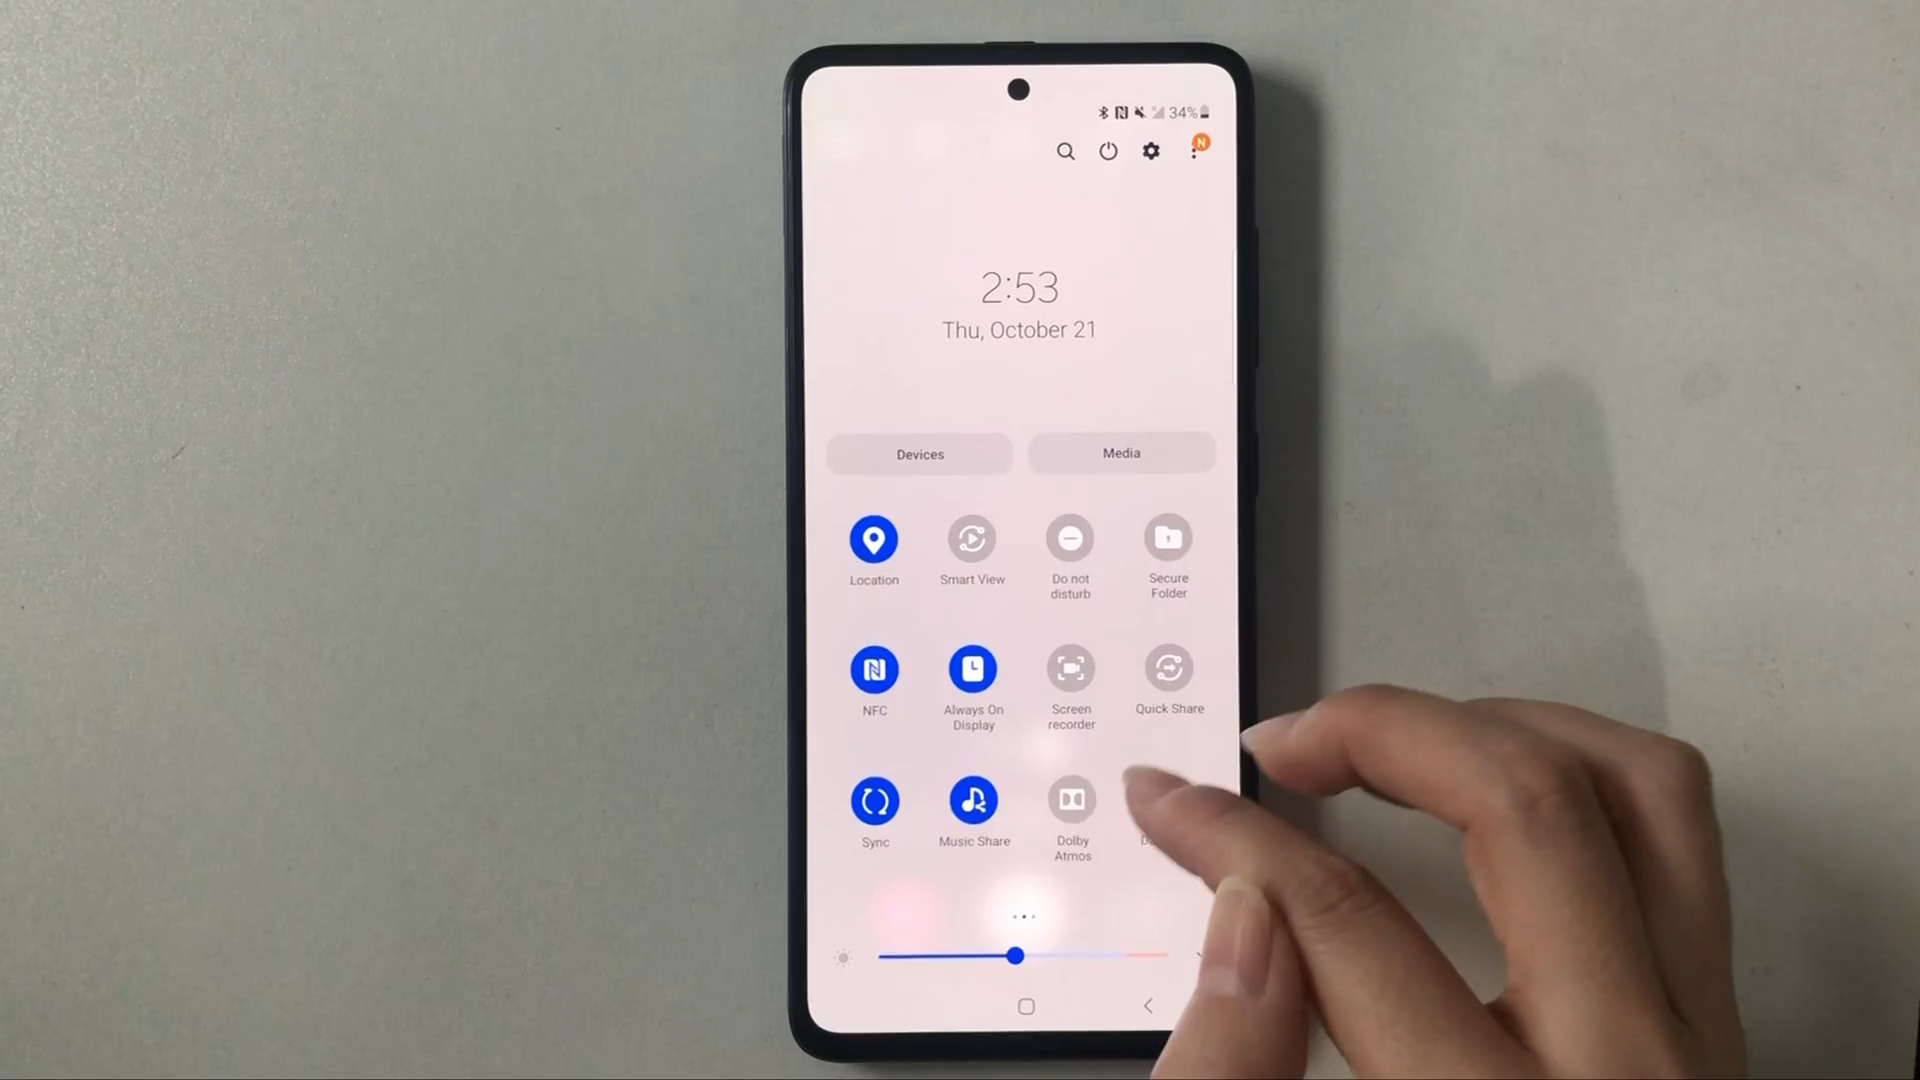 34%
N
2:53
Thu, October 21
Devices Media
Location Smart View Do not disturb Secure Folder
NFC Always On Display Screen recorder Quick Share
Sync Music Share Dolby Atmos